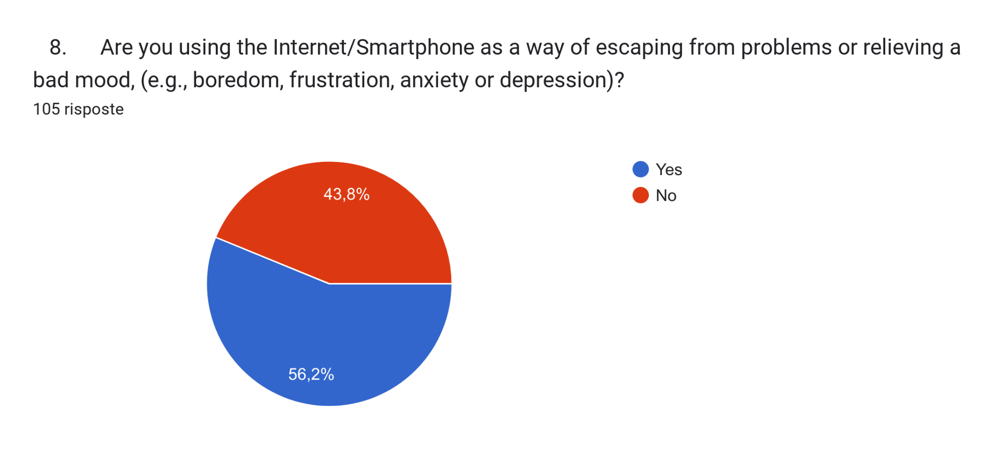 8. Are you using the Internet/Smartphone as a way of escaping from problems or relieving a
bad mood, (e.g., boredom, frustration, anxiety or depression)?
105 risposte
Yes
No
43,8%
56,2%